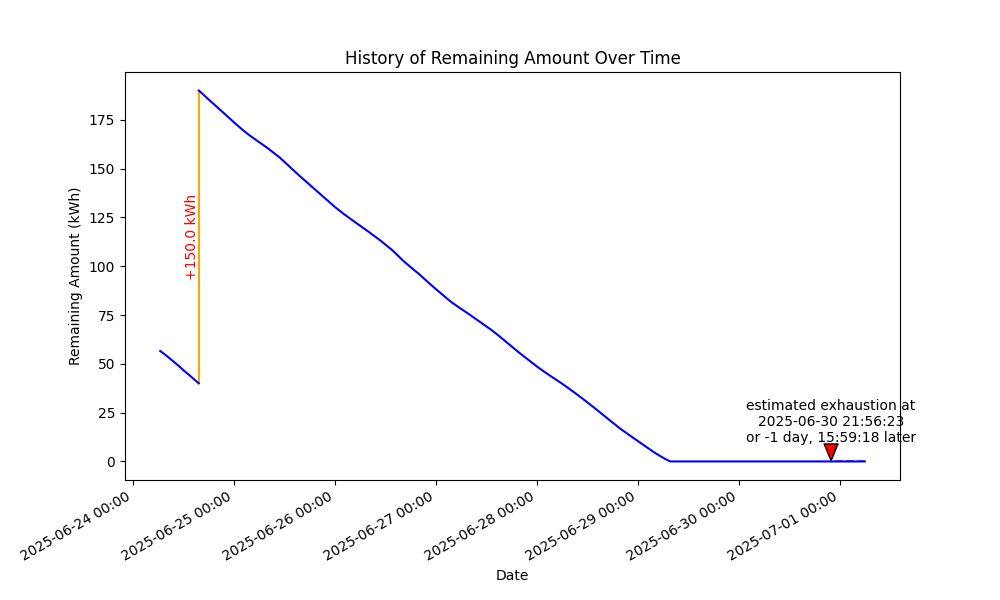 History of Remaining Amount Over Time
Remaining Amount (kWh)
175
150
125
100
75
50
25
0
+150.0 kWh
estimated exhaustion at
2025-06-30 21:56:23
or -1 day, 15:59:18 later
2025-06-24 00:00
2025-06-25 00:00
2025-06-26 00:00
2025-06-27 00:00
2025-06-28 00:00
2025-06-29 00:00
2025-06-30 00:00
2025-07-01 00:00
Date